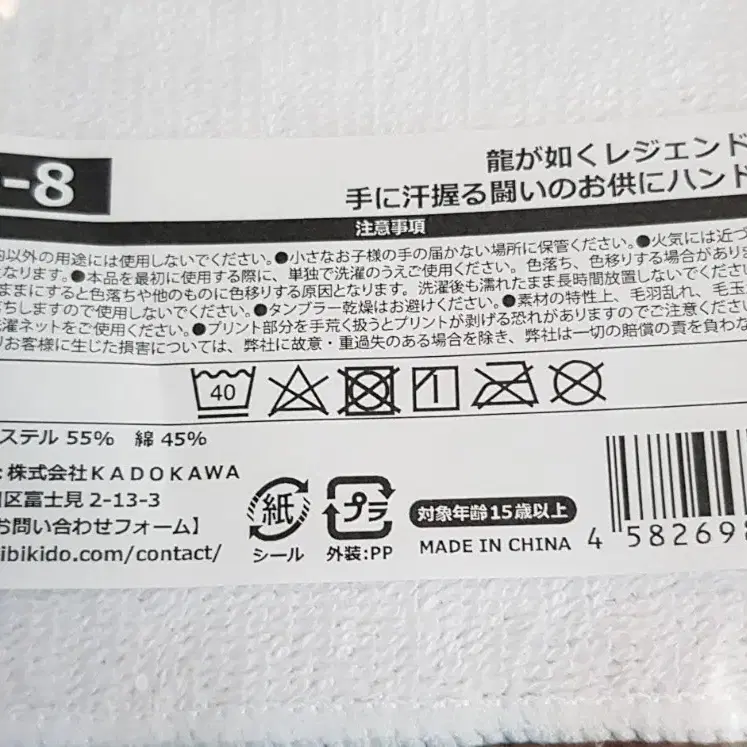 -8
龍が如くレジェンド
手に汗握る闘いのお供にハンド
注意事項
以外の用途には使用しないでください。●小さなお子様の手の届かない場所に保管ください。●火気には近づ
なります。●本品を最初に使用する際に、単独で洗濯のうえご使用ください。色落ち、色移りする場合があり
ままにすると色落ちや他のものに色移りする原因となります。洗濯後も濡れたまま長時間放置しないでください
ちしますので使用しないでください。●タンブラー乾燥はお避けください。●素材の特性上、毛羽乱れ、毛玉
濯ネットをご使用ください。●プリント部分を手荒く扱うとプリントが剥げる恐れがありますのでご注意ください
お客様に生じた損害については、弊社に故意・重過失のある場合を除き、弊社は一切の賠償の責を負わな
40
ステル 55% 綿 45%
:株式会社KADOKAWA
区富士見 2-13-3
お問い合わせフォーム】
ibikido.com/contact/
紙
シール
プラ
外装:PP
対象年齢15歳以上
MADE IN CHINA
4 58269